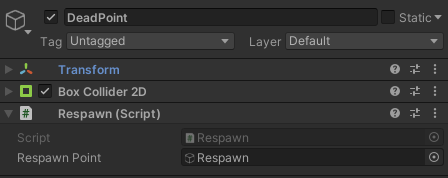 DeadPoint Static
Tag Untagged Layer Default
Transform
Box Collider 2D
Respawn (Script)
Script Respawn
Respawn Point Respawn